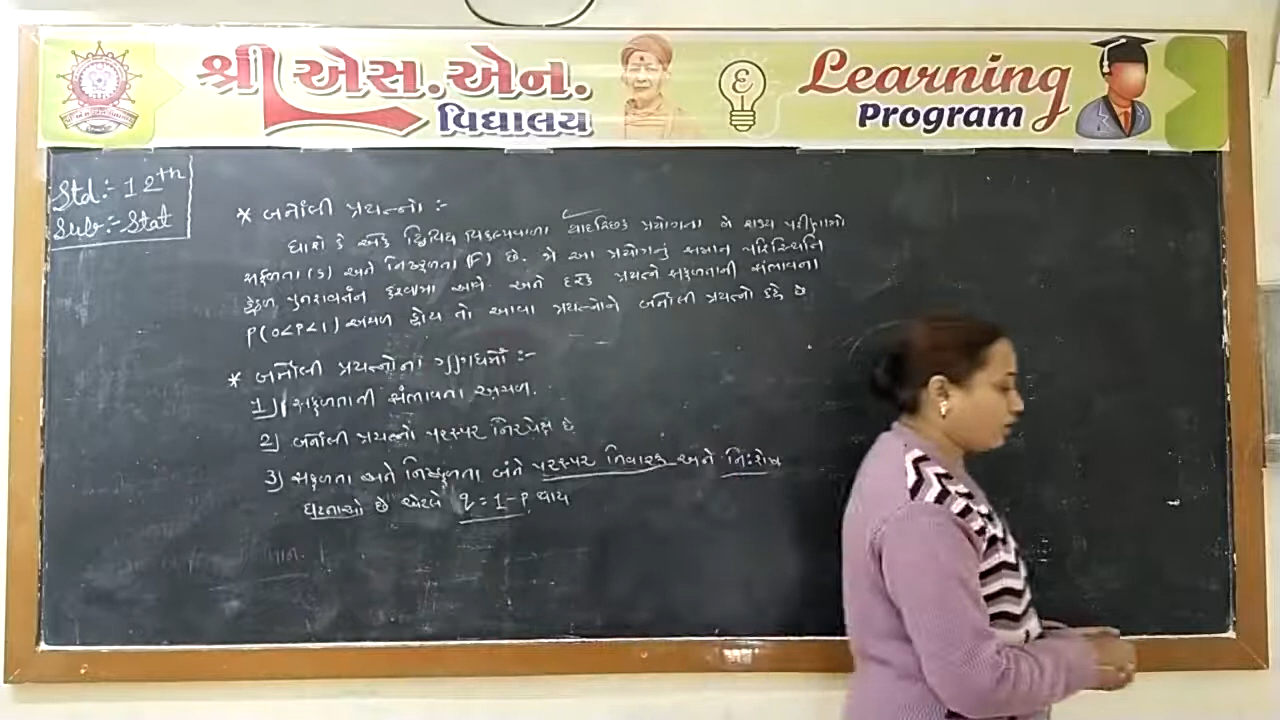 શ્રી એસ.એન.
વિદ્યાલય
Learning
Program
Std:- 12th
Sub:- Stat
* બર્નોલી પ્રયત્નો :-
ધારો કે એક દ્વિવિધ વિકલ્પવાળા યાદચ્છિક પ્રયોગના બે શક્ય પરીણામો
સફળતા (S) અને નિષ્ફળતા (F) છે. જો આ પ્રયોગનું સમાન પરિસ્થિતિ
પુનરાવર્તન કરવામા આવે અને દરેક પ્રયત્ને સફળતાની સંભાવના
P(0<P<1) અચળ હોય તો આવા પ્રયત્નોને બર્નોલી પ્રયત્નો કહે છે
* બર્નોલી પ્રયત્નોના ગુણધર્મો :-
1) સફળતાની સંભાવના અચળ.
2) બર્નોલી પ્રયત્નો પરસ્પર નિરપેક્ષ છે
3) સફળતા અને નિષ્ફળતા બંને પરસ્પર નિવારક અને નિ:શેષ
ઘટનાઓ છે એટલે q = 1-P થાય